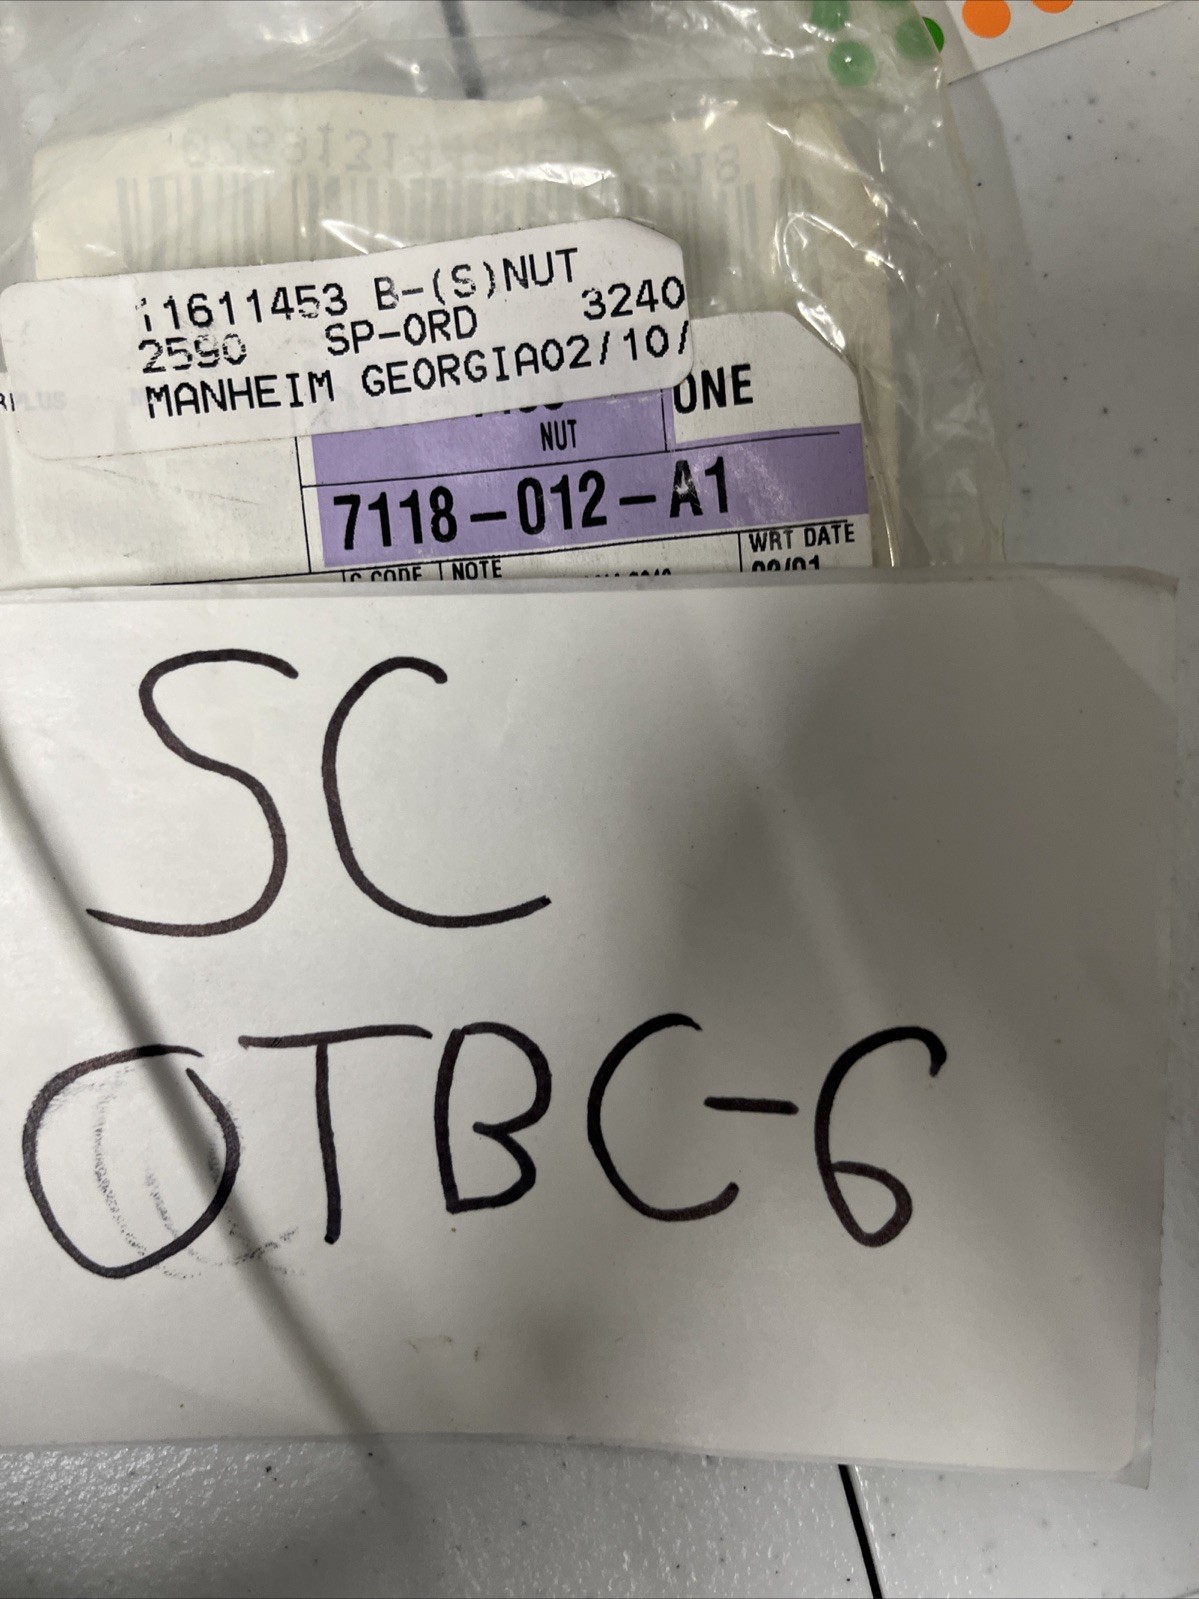 11611453 B-(S)NUT
2590 SP-ORD 3240
MANHEIM GEORGIA02/10/
ONE
NUT
7118-012-A1
WRT DATE
C CODE NOTE
SC
OTBC-6